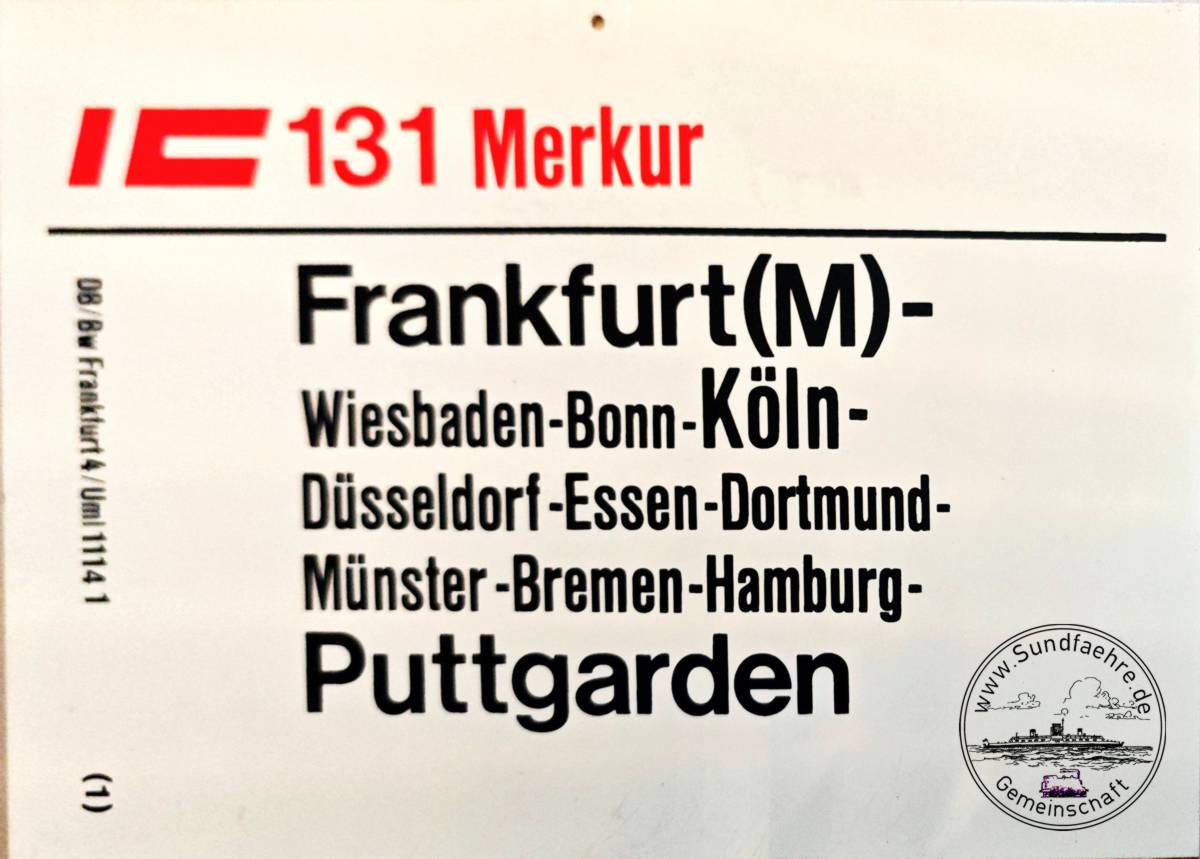 IC 131 Merkur
Frankfurt(M)-
Wiesbaden-Bonn-Köln-
Düsseldorf-Essen-Dortmund-
Münster-Bremen-Hamburg-
Puttgarden
DB/Bw Frankfurt 4/Uml 1114 1
(1)
www.Sundfaehre.de
Gemeinschaft